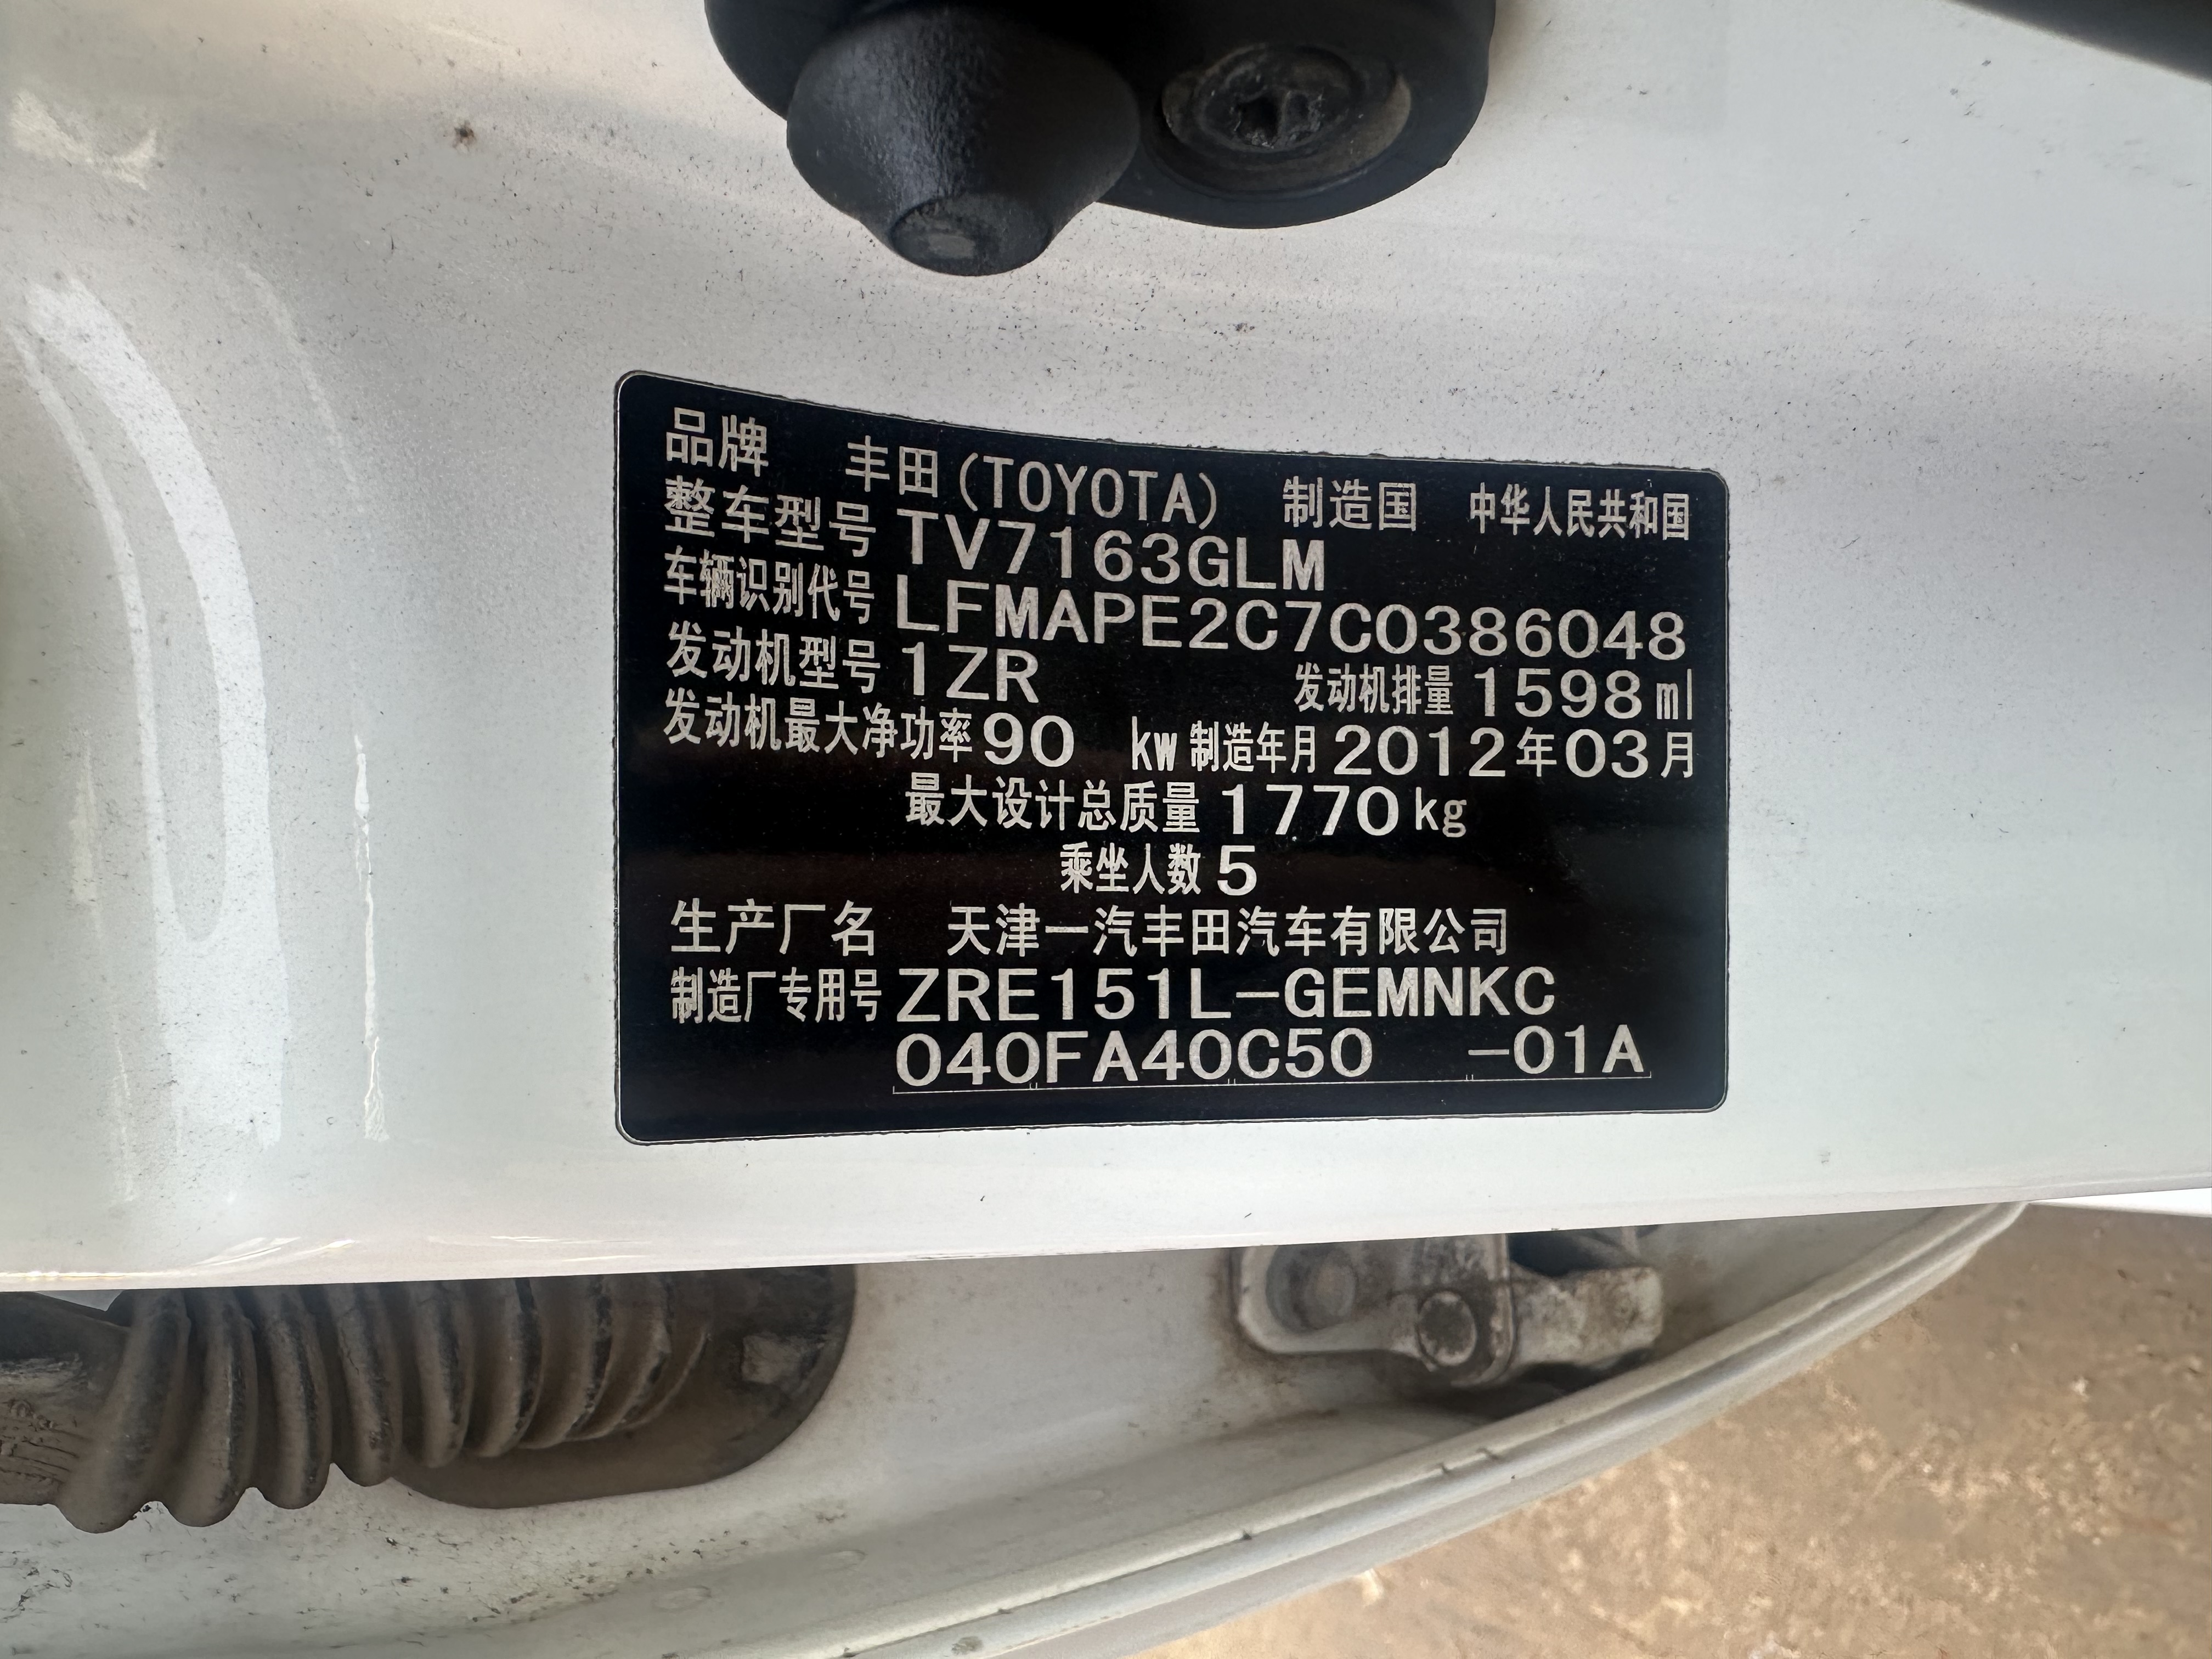 品牌 丰田(TOYOTA) 制造国 中华人民共和国
整车型号 TV7163GLM
车辆识别代号 LFMAPE2C7C0386048
发动机型号 1ZR 发动机排量 1598 ml
发动机最大净功率 90 kw 制造年月 2012年03月
最大设计总质量 1770 kg
乘坐人数 5
生产厂名 天津一汽丰田汽车有限公司
制造厂专用号 ZRE151L-GEMNKC
040FA40C50 -01A